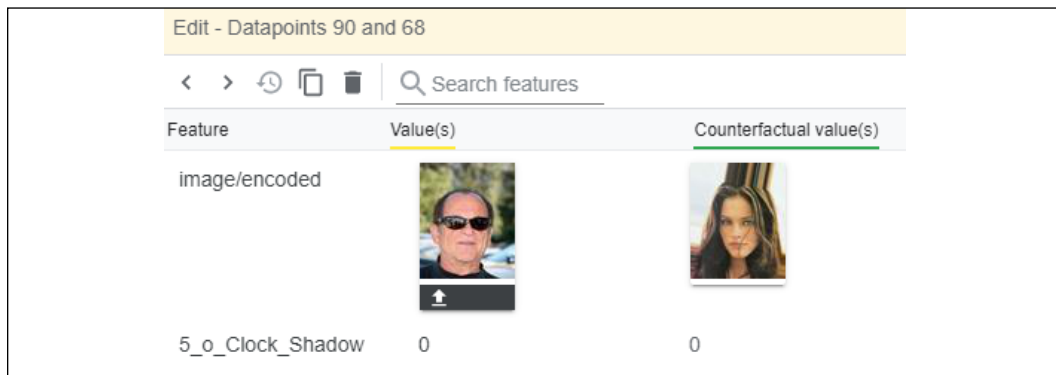 Edit - Datapoints 90 and 68
Search features
Feature Value(s) Counterfactual value(s)
image/encoded
5_o_Clock_Shadow 0 0